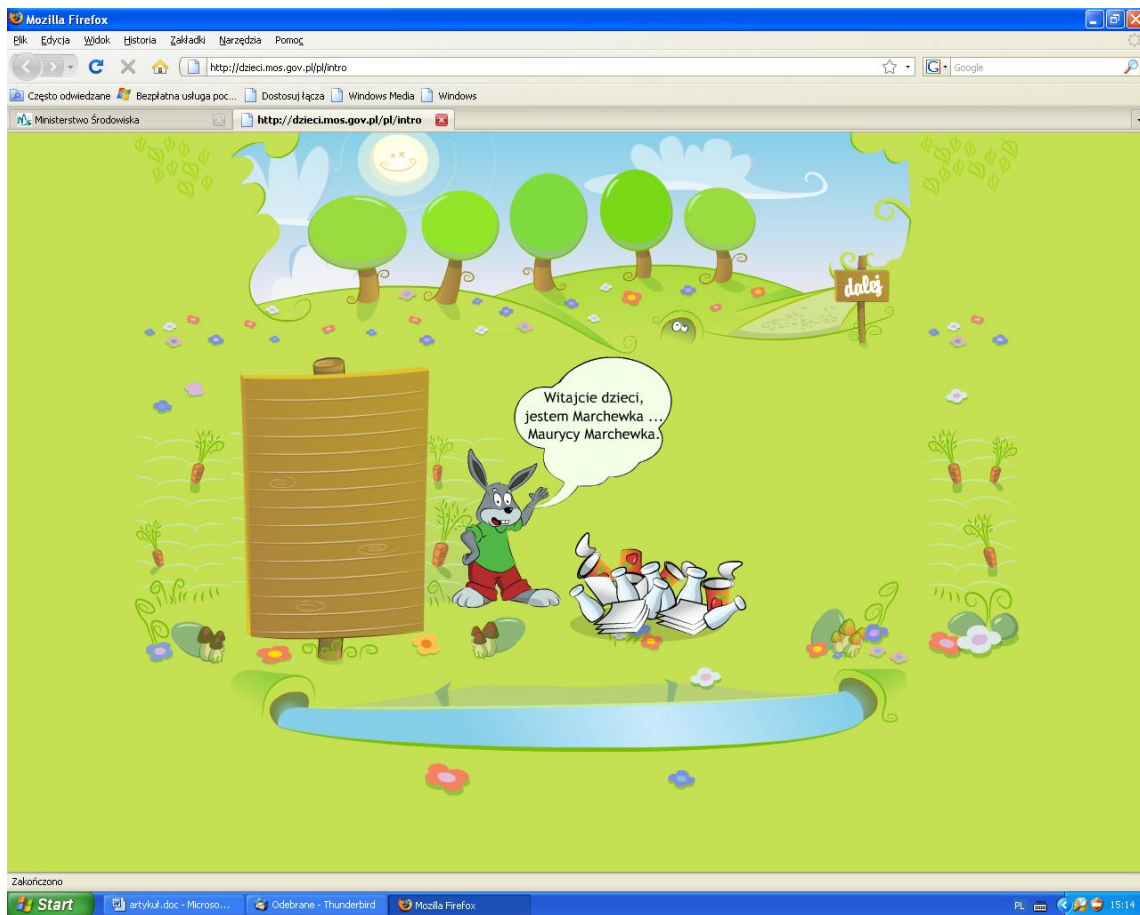 Mozilla Firefox
Plik Edycja Widok Historia Zakładki Narzędzia Pomoc
http://dzieci.mos.gov.pl/pl/intro
Google
Często odwiedzane Bezpłatna usługa poc... Dostosuj łącza Windows Media Windows
Ministerstwo Środowiska http://dzieci.mos.gov.pl/pl/intro
dalej
Witajcie dzieci,
jestem Marchewka ...
Maurycy Marchewka.
Zakończono
Start artykuł.doc - Microso... Odebrane - Thunderbird Mozilla Firefox PL 15:14